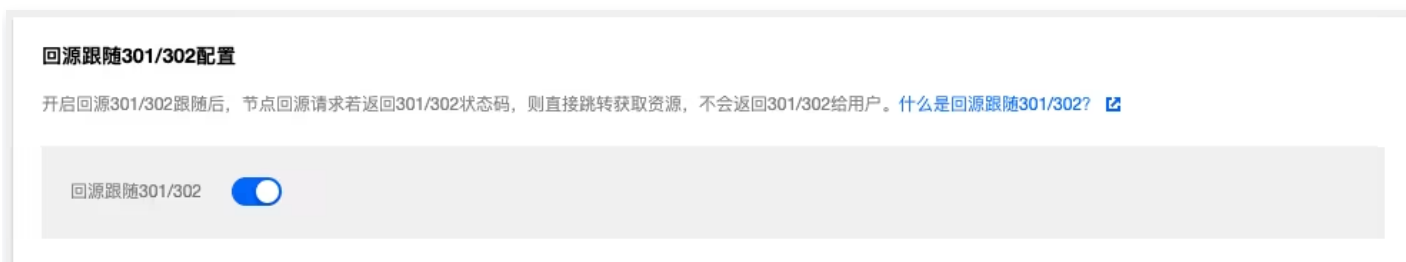 回源跟随301/302配置
开启回源301/302跟随后，节点回源请求若返回301/302状态码，则直接跳转获取资源，不会返回301/302给用户。什么是回源跟随301/302?
回源跟随301/302